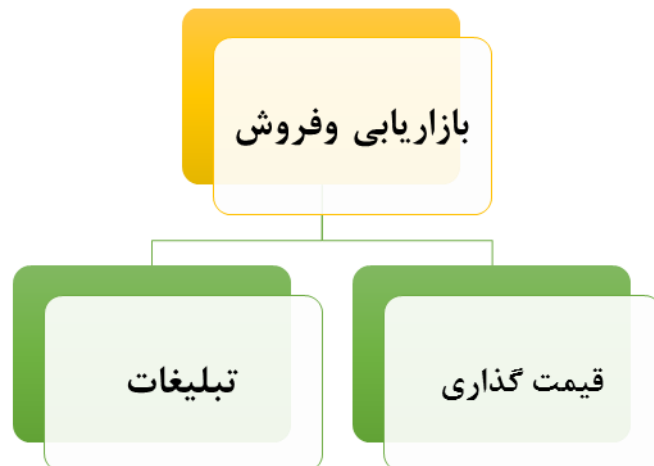 بازاریابی وفروش
قیمت گذاری
تبلیغات